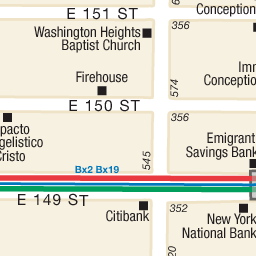 E 151 ST
356
Conception
Washington Heights
Baptist Church
Firehouse
574
Imm
Conceptio
E 150 ST
356
pacto
gelistico
Cristo
545
Emigrant
Savings Bank
Bx2 Bx19
E 149 ST
Citibank
352
New York
National Bank
20